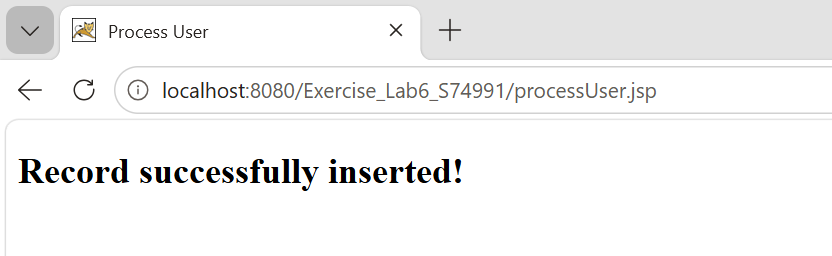 Process User
localhost:8080/Exercise_Lab6_S74991/processUser.jsp
Record successfully inserted!